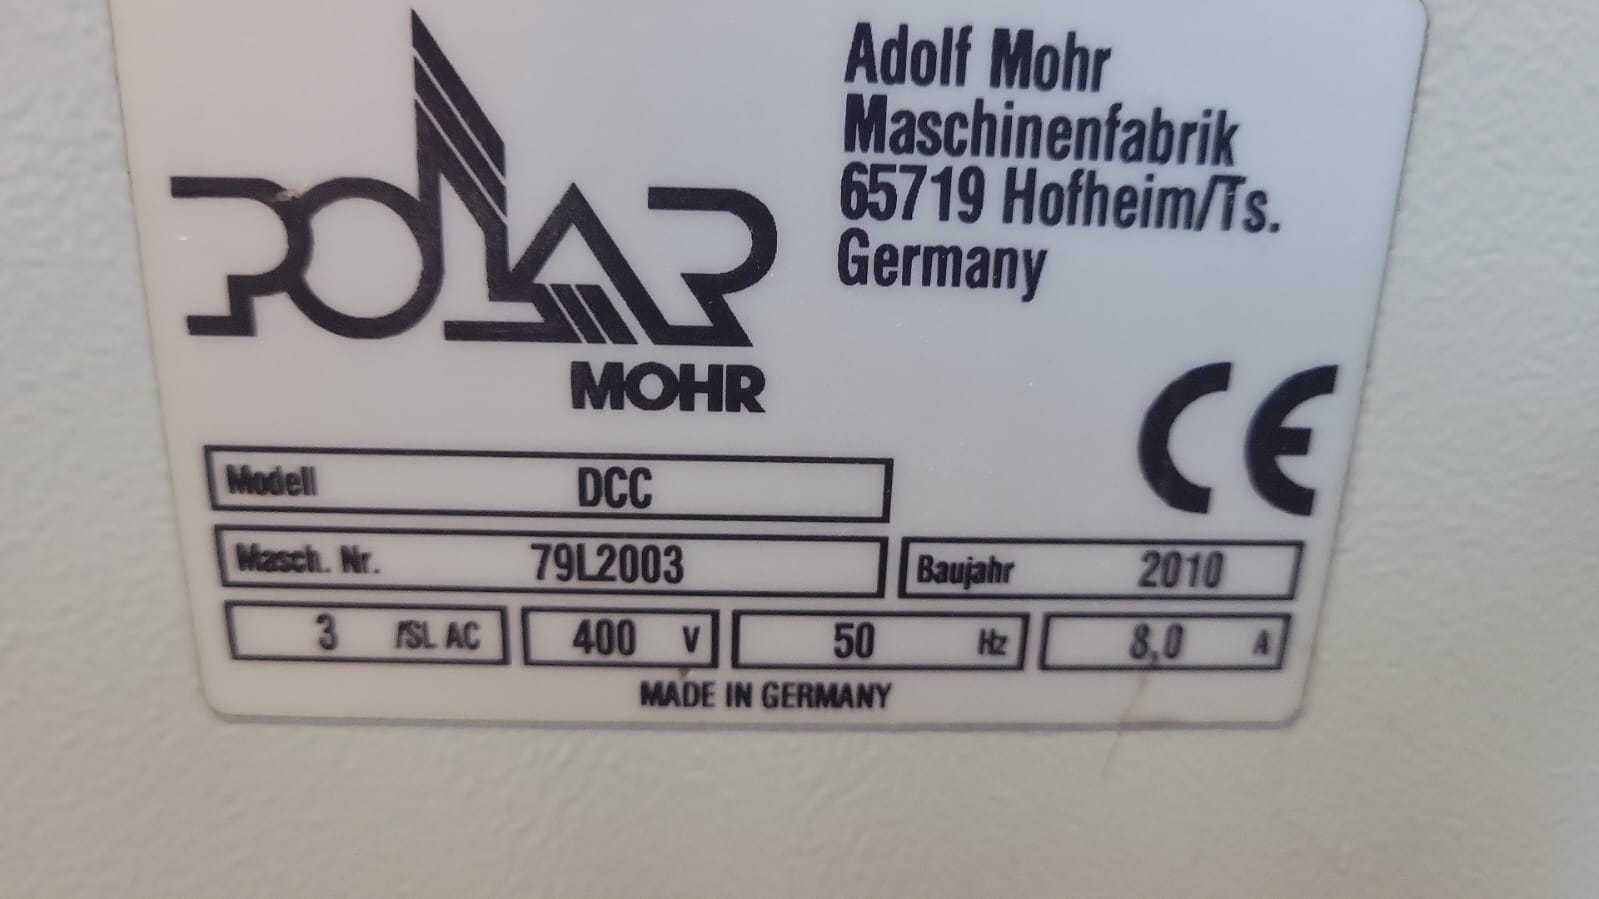 POLAR
MOHR
Adolf Mohr
Maschinenfabrik
65719 Hofheim/Ts.
Germany
CE
Modell DCC
Masch. Nr. 79L2003
Baujahr 2010
3 /SL AC 400 V 50 Hz 8,0 A
MADE IN GERMANY